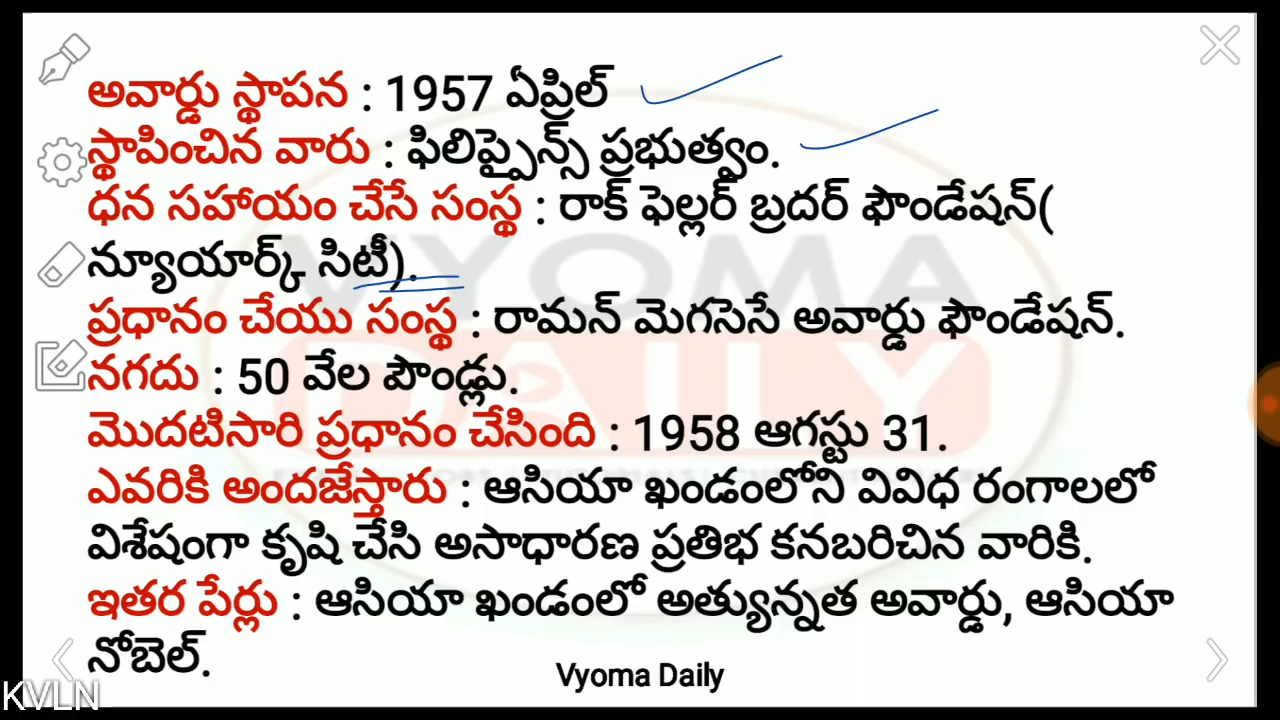 అవార్డు స్థాపన : 1957 ఏప్రిల్
స్థాపించిన వారు : ఫిలిప్పైన్స్ ప్రభుత్వం.
ధన సహాయం చేసే సంస్థ : రాక్ ఫెల్లర్ బ్రదర్ ఫౌండేషన్(
న్యూయార్క్ సిటీ).
ప్రధానం చేయు సంస్థ : రామన్ మెగసెసే అవార్డు ఫౌండేషన్.
నగదు : 50 వేల పౌండ్లు.
మొదటిసారి ప్రధానం చేసింది : 1958 ఆగస్టు 31.
ఎవరికి అందజేస్తారు : ఆసియా ఖండంలోని వివిధ రంగాలలో
విశేషంగా కృషి చేసి అసాధారణ ప్రతిభ కనబరిచిన వారికి.
ఇతర పేర్లు : ఆసియా ఖండంలో అత్యున్నత అవార్డు, ఆసియా
నోబెల్.
Vyoma Daily
KVLN
VYOMA
DAILY